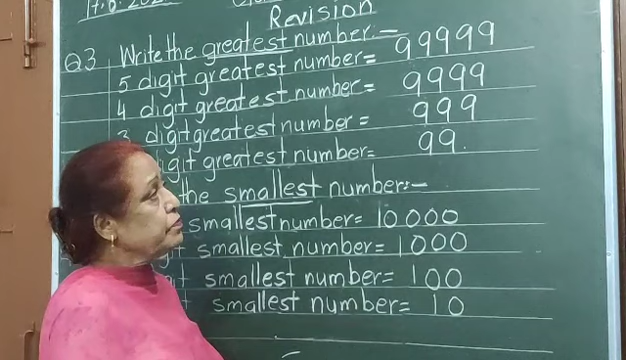 Revision
Q3 Write the greatest number:-
5 digit greatest number= 99999
4 digit greatest number= 9999
3 digit greatest number= 999
digit greatest number= 99.
the smallest number:-
smallest number= 10000
smallest number= 1000
smallest number= 100
smallest number= 10